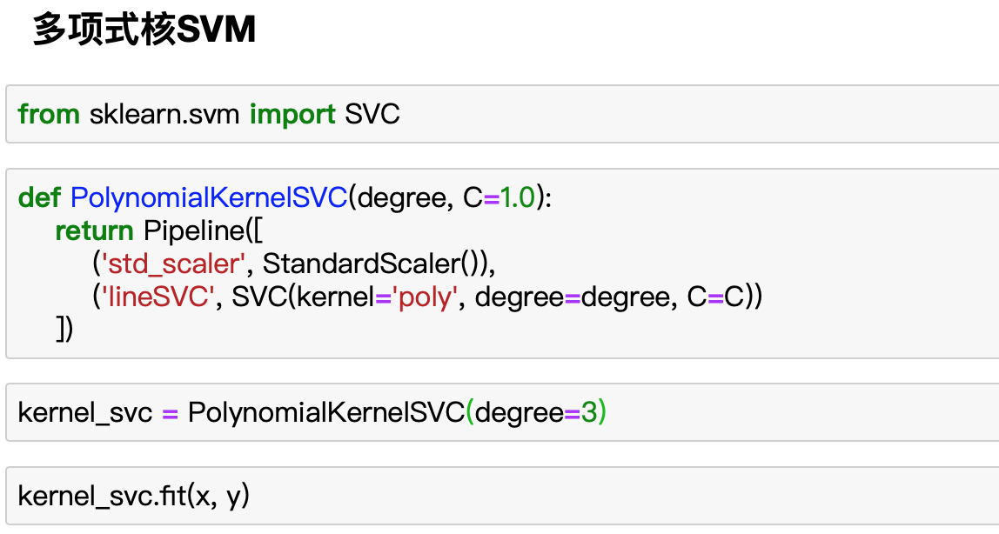 多项式核SVM
from sklearn.svm import SVC
def PolynomialKernelSVC(degree, C=1.0):
    return Pipeline([
        ('std_scaler', StandardScaler()),
        ('lineSVC', SVC(kernel='poly', degree=degree, C=C))
    ])
kernel_svc = PolynomialKernelSVC(degree=3)
kernel_svc.fit(x, y)